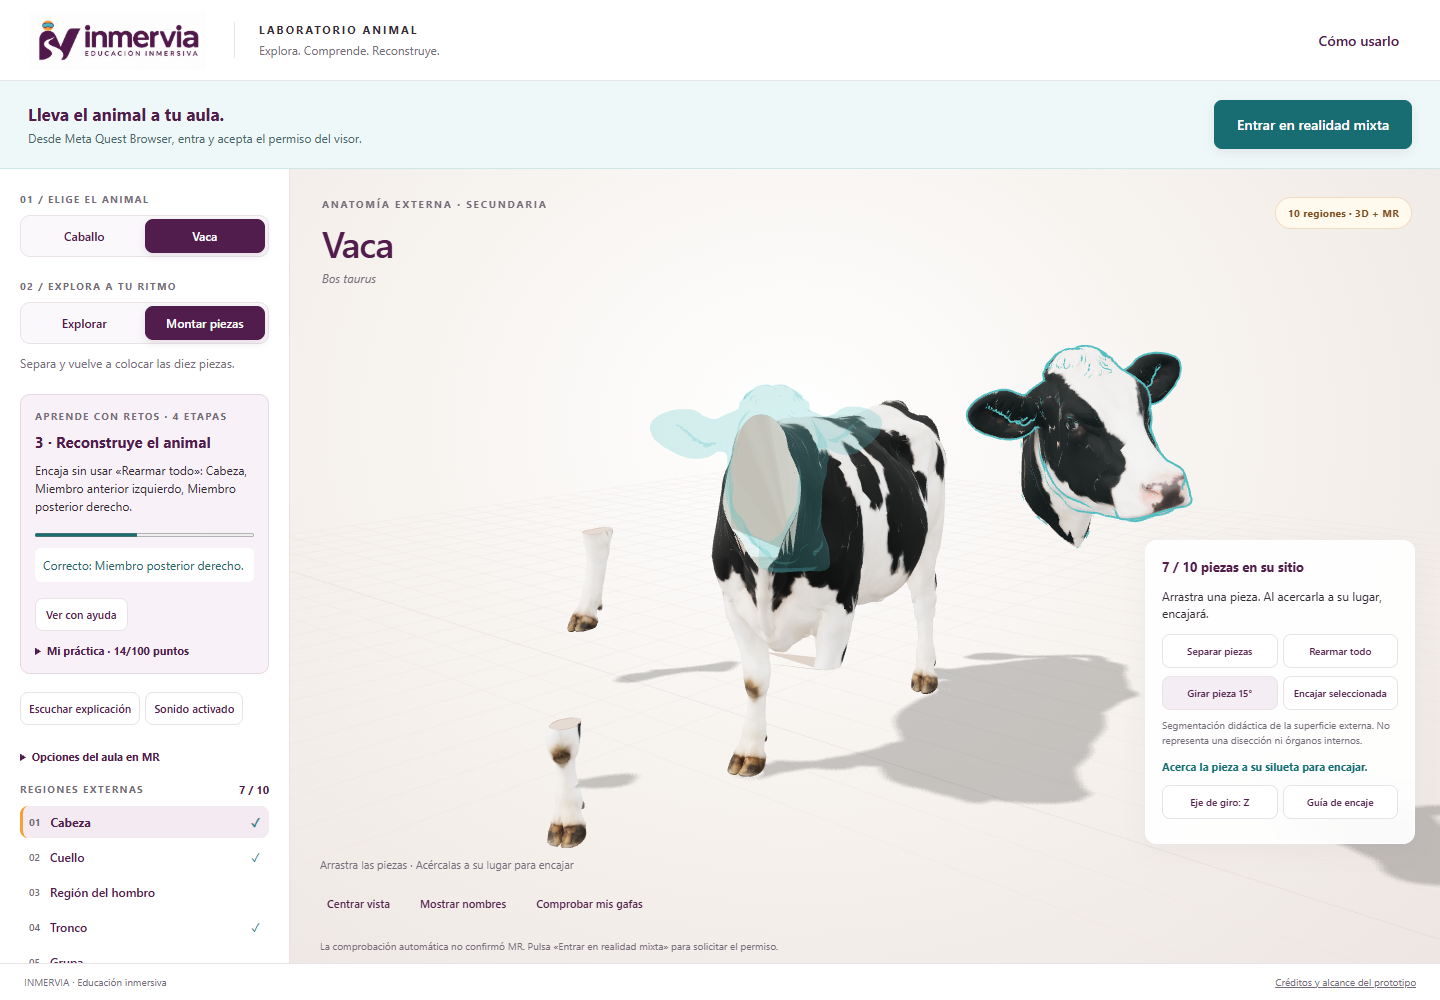 inmervia
EDUCACIÓN INMERSIVA
LABORATORIO ANIMAL
Explora. Comprende. Reconstruye.
Cómo usarlo
Lleva el animal a tu aula.
Desde Meta Quest Browser, entra y acepta el permiso del visor.
Entrar en realidad mixta
01 / ELIGE EL ANIMAL
Caballo
Vaca
02 / EXPLORA A TU RITMO
Explorar
Montar piezas
Separa y vuelve a colocar las diez piezas.
APRENDE CON RETOS · 4 ETAPAS
3 · Reconstruye el animal
Encaja sin usar «Rearmar todo»: Cabeza,
Miembro anterior izquierdo, Miembro
posterior derecho.
Correcto: Miembro posterior derecho.
Ver con ayuda
Mi práctica · 14/100 puntos
Escuchar explicación
Sonido activado
Opciones del aula en MR
REGIONES EXTERNAS
7 / 10
01 Cabeza ✓
02 Cuello ✓
03 Región del hombro
04 Tronco ✓
05 Grupa
ANATOMÍA EXTERNA · SECUNDARIA
Vaca
Bos taurus
10 regiones · 3D + MR
7 / 10 piezas en su sitio
Arrastra una pieza. Al acercarla a su lugar,
encajará.
Separar piezas
Rearmar todo
Girar pieza 15°
Encajar seleccionada
Segmentación didáctica de la superficie externa. No
representa una disección ni órganos internos.
Acerca la pieza a su silueta para encajar.
Eje de giro: Z
Guía de encaje
Arrastra las piezas · Acércalas a su lugar para encajar
Centrar vista
Mostrar nombres
Comprobar mis gafas
La comprobación automática no confirmó MR. Pulsa «Entrar en realidad mixta» para solicitar el permiso.
INMERVIA · Educación inmersiva
Créditos y alcance del prototipo